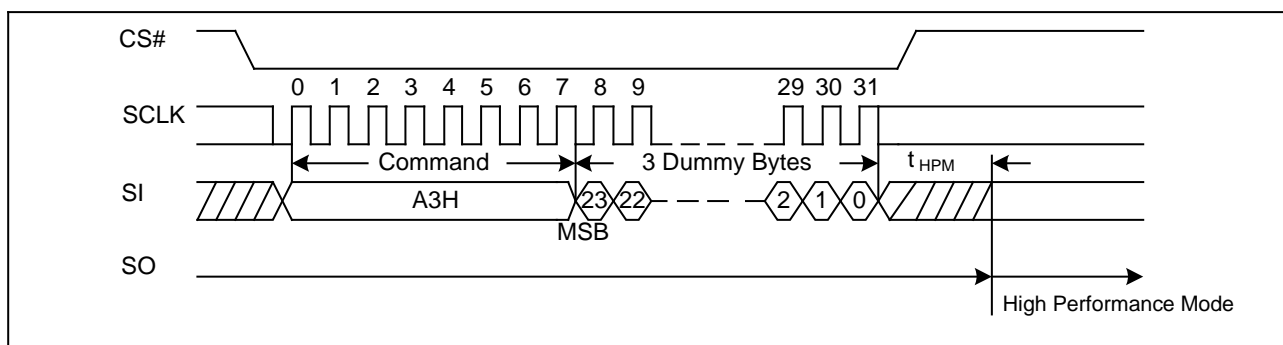 CS#
0 1 2 3 4 5 6 7 8 9 29 30 31
SCLK
Command 3 Dummy Bytes tHPM
SI A3H 23 22 2 1 0
MSB
SO
High Performance Mode